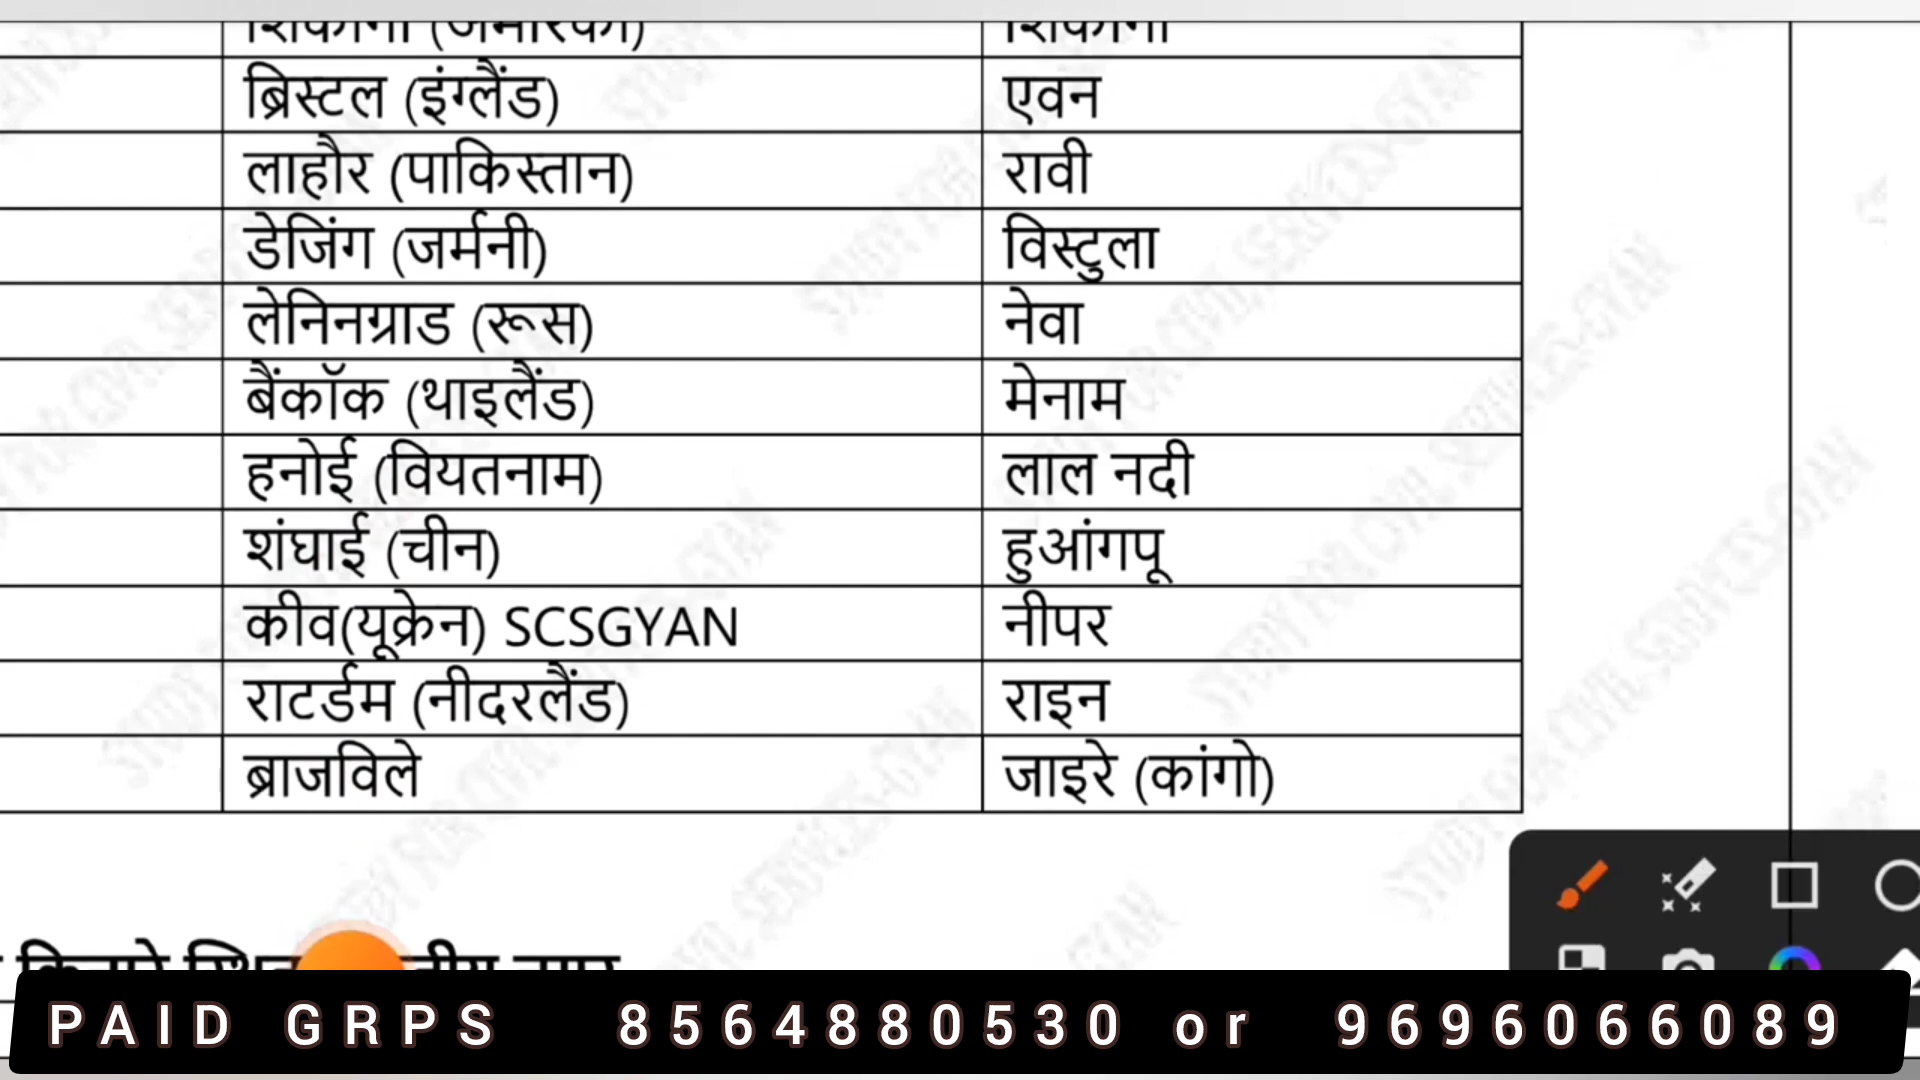 शिकागो (अमेरिका) शिकागो
ब्रिस्टल (इंग्लैंड) एवन
लाहौर (पाकिस्तान) रावी
डेजिंग (जर्मनी) विस्टुला
लेनिनग्राड (रूस) नेवा
बैंकॉक (थाइलैंड) मेनाम
हनोई (वियतनाम) लाल नदी
शंघाई (चीन) हुआंगपू
कीव(यूक्रेन) SCSGYAN नीपर
राटर्डम (नीदरलैंड) राइन
ब्राजविले जाइरे (कांगो)
PAID GRPS 8564880530 or 9696066089